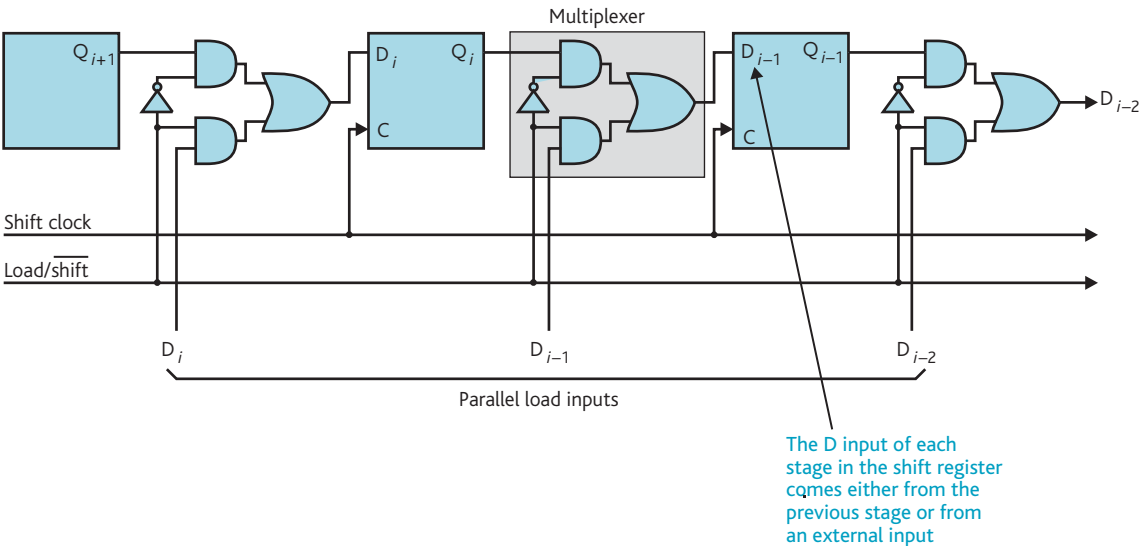 Multiplexer
Q i+1
D i
Q i
D i–1
Q i–1
D i–2
C
C
Shift clock
Load/shift
D i
D i–1
D i–2
Parallel load inputs
The D input of each
stage in the shift register
comes either from the
previous stage or from
an external input